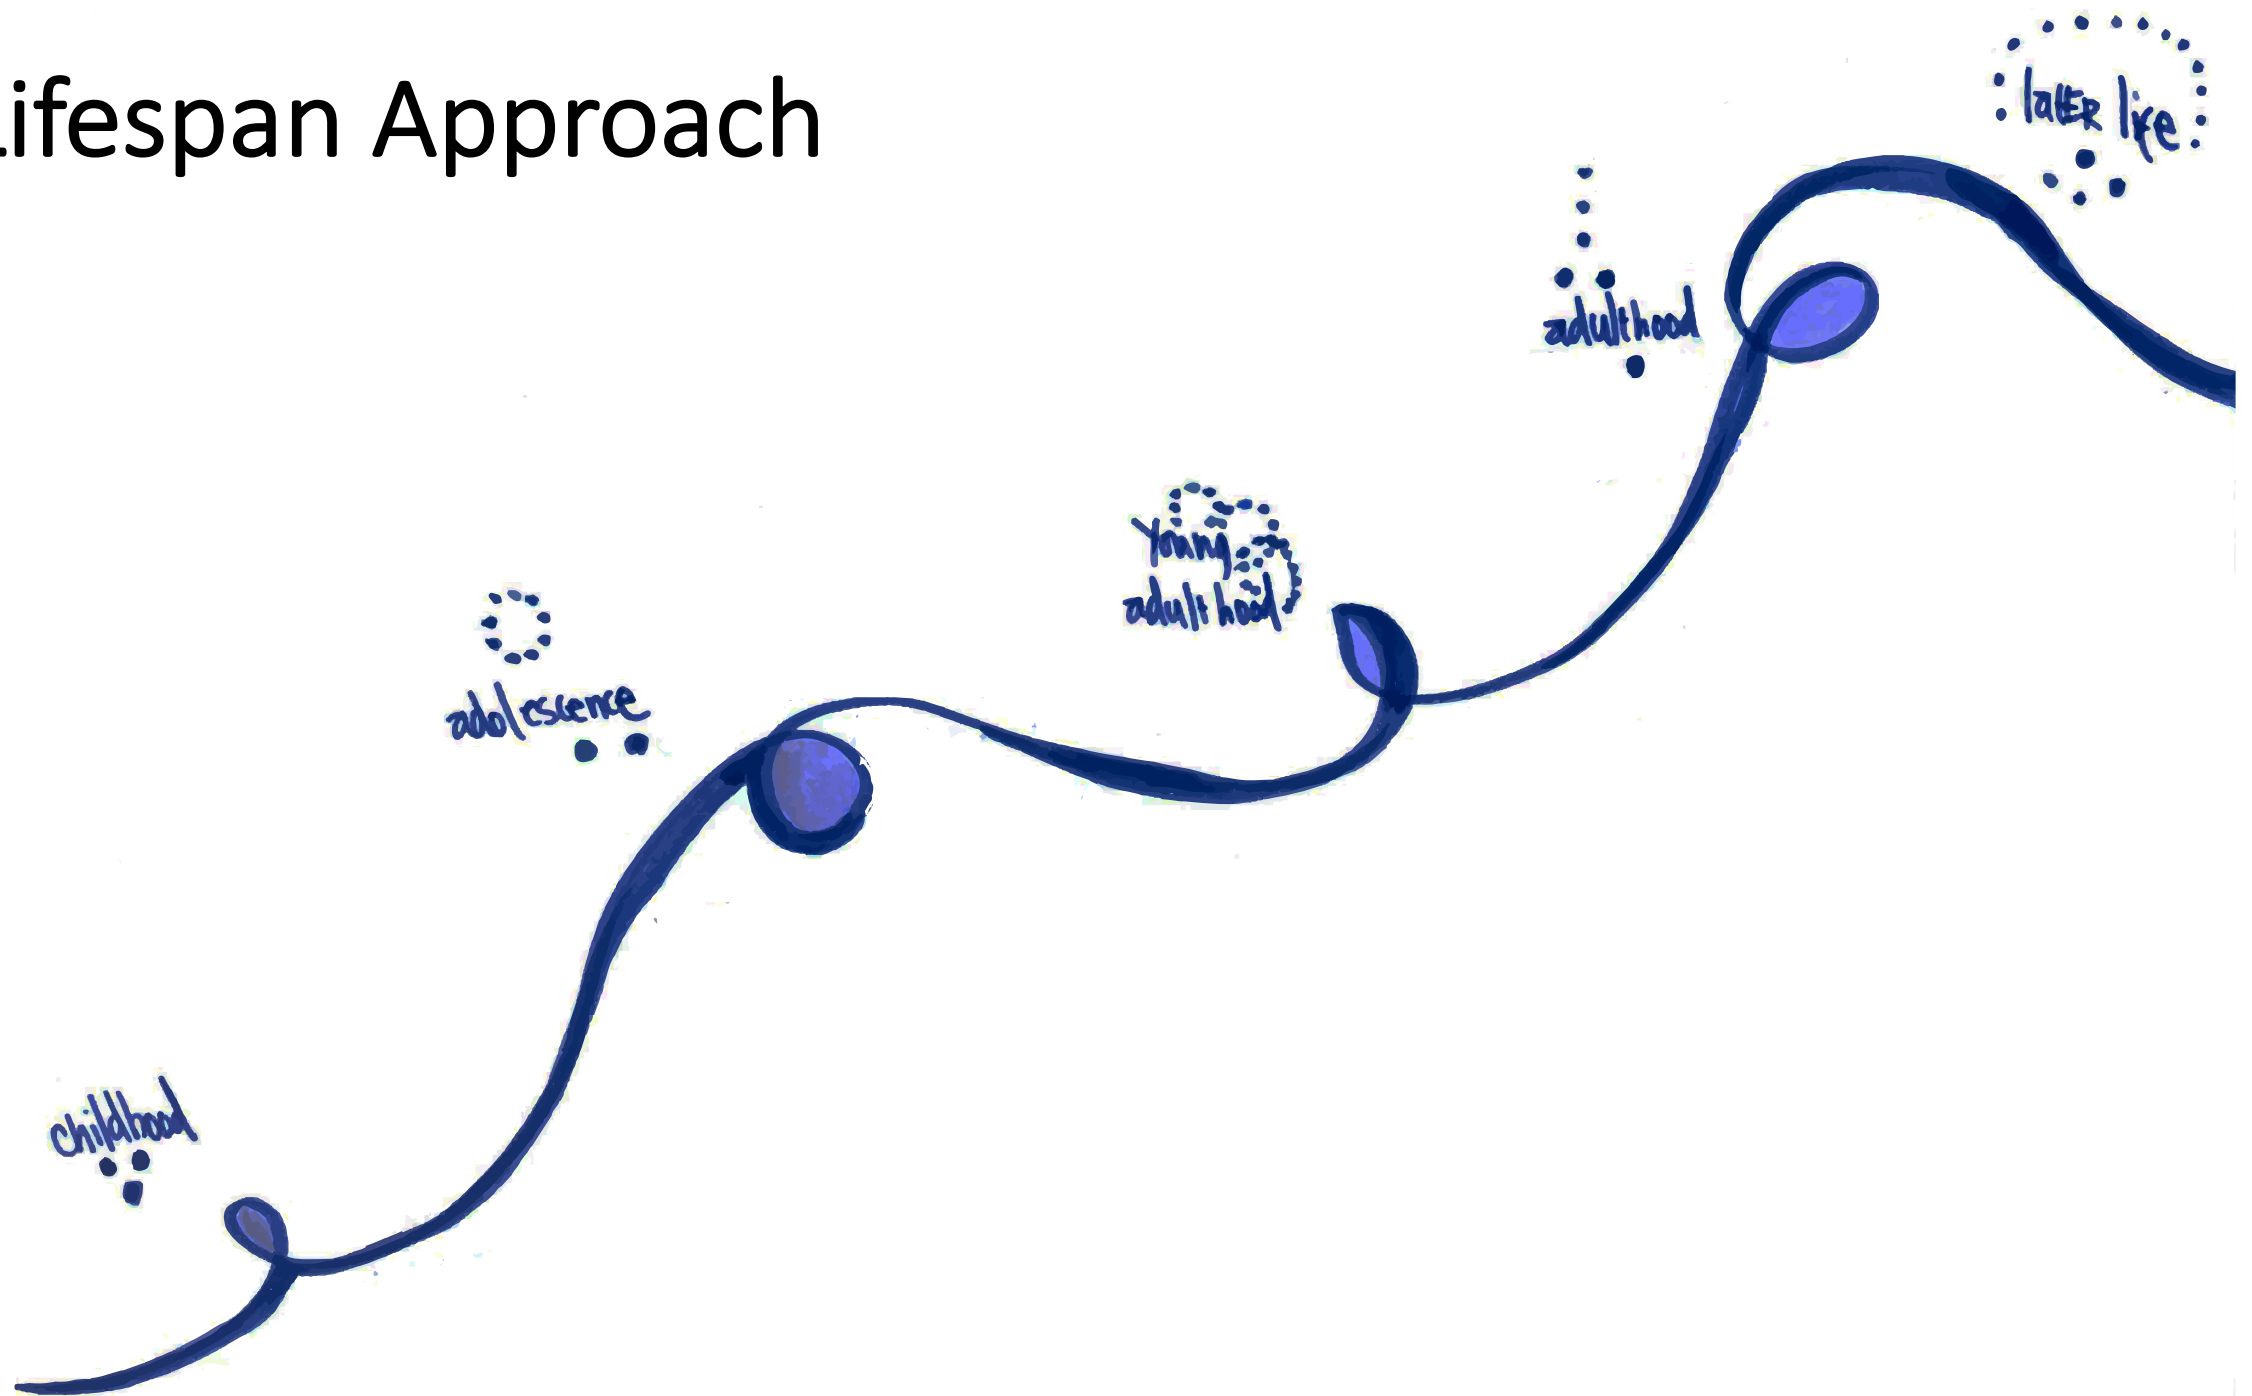 Lifespan Approach
later life
adulthood
young
adulthood
adolescence
childhood